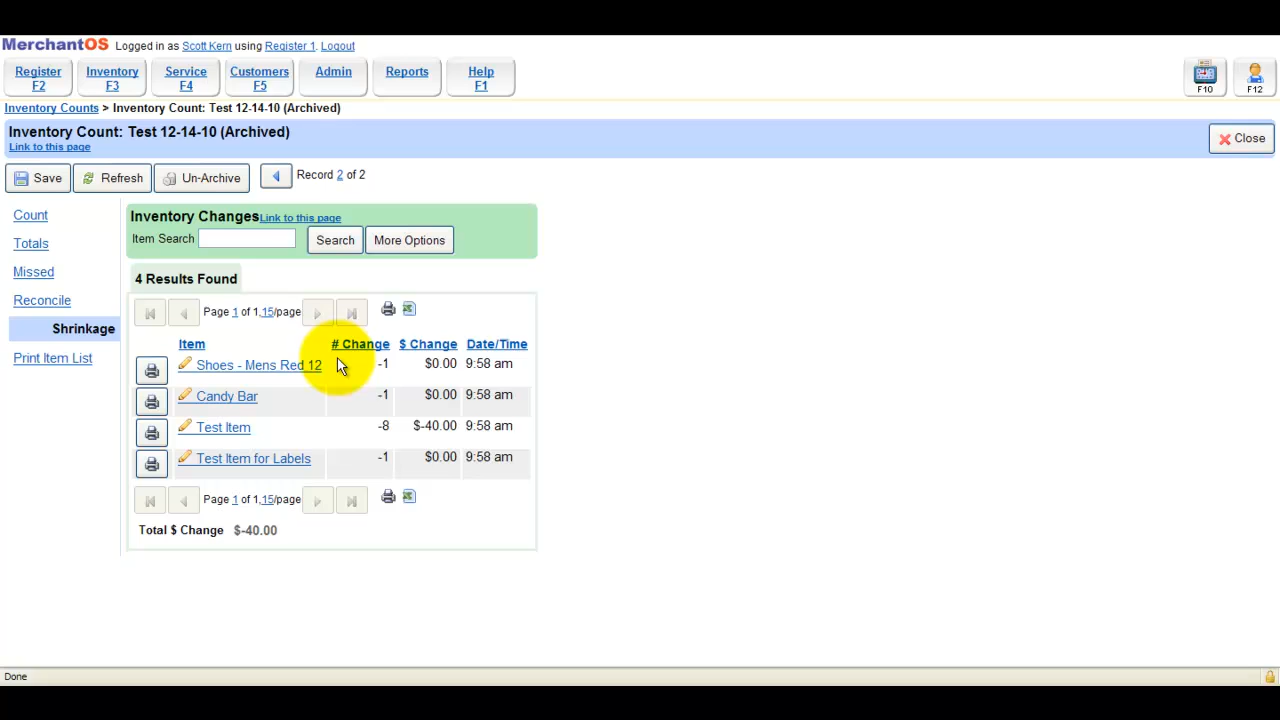 MerchantOS Logged in as Scott Kern using Register 1. Logout
Register F2 Inventory F3 Service F4 Customers F5 Admin Reports Help F1 F10 F12
Inventory Counts > Inventory Count: Test 12-14-10 (Archived)
Inventory Count: Test 12-14-10 (Archived)
Link to this page
Close
Save Refresh Un-Archive Record 2 of 2
Count
Totals
Missed
Reconcile
Shrinkage
Print Item List
Inventory Changes Link to this page
Item Search Search More Options
4 Results Found
Page 1 of 1,15/page
Item # Change $ Change Date/Time
Shoes - Mens Red 12 -1 $0.00 9:58 am
Candy Bar -1 $0.00 9:58 am
Test Item -8 $-40.00 9:58 am
Test Item for Labels -1 $0.00 9:58 am
Page 1 of 1,15/page
Total $ Change $-40.00
Done